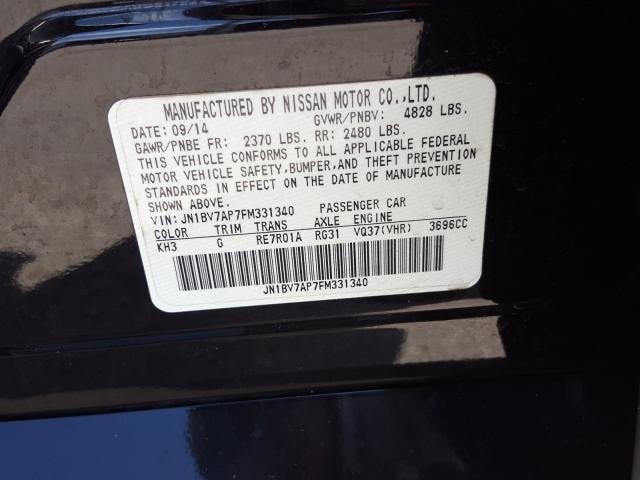 MANUFACTURED BY NISSAN MOTOR CO.,LTD.
DATE: 09/14 GVWR/PNBV: 4828 LBS.
GAWR/PNBE FR: 2370 LBS. RR: 2480 LBS.
THIS VEHICLE CONFORMS TO ALL APPLICABLE FEDERAL
MOTOR VEHICLE SAFETY,BUMPER,AND THEFT PREVENTION
STANDARDS IN EFFECT ON THE DATE OF MANUFACTURE
SHOWN ABOVE.
VIN: JN1BV7AP7FM331340 PASSENGER CAR
COLOR TRIM TRANS AXLE ENGINE
KH3 G RE7R01A RG31 VQ37(VHR) 3696CC
JN1BV7AP7FM331340